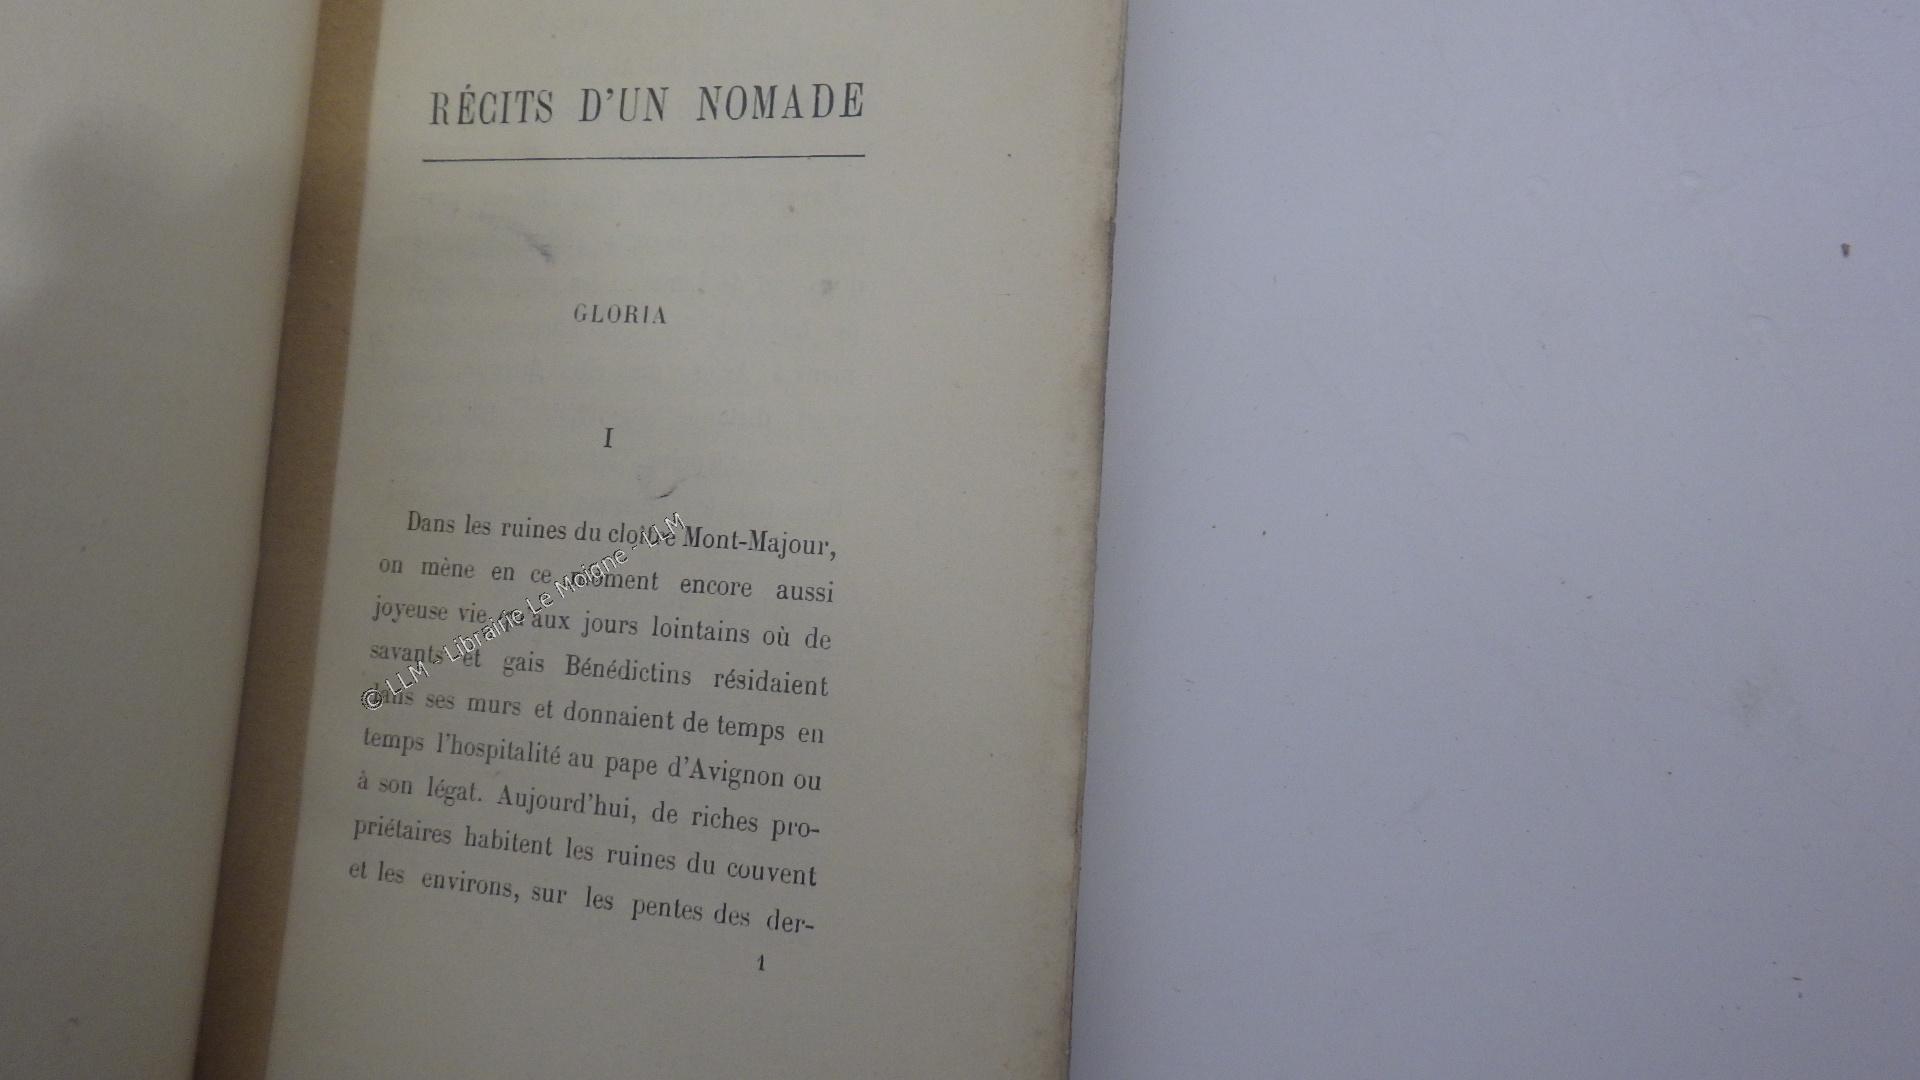 RÉCITS D'UN NOMADE
GLORIA
I
Dans les ruines du cloître Mont-Majour,
on mène en ce moment encore aussi
joyeuse vie aux jours lointains où de
savants et gais Bénédictins résidaient
dans ses murs et donnaient de temps en
temps l'hospitalité au pape d'Avignon ou
à son légat. Aujourd'hui, de riches pro-
priétaires habitent les ruines du couvent
et les environs, sur les pentes des der-
1
© LLM - Librairie Le Moigne - LLM